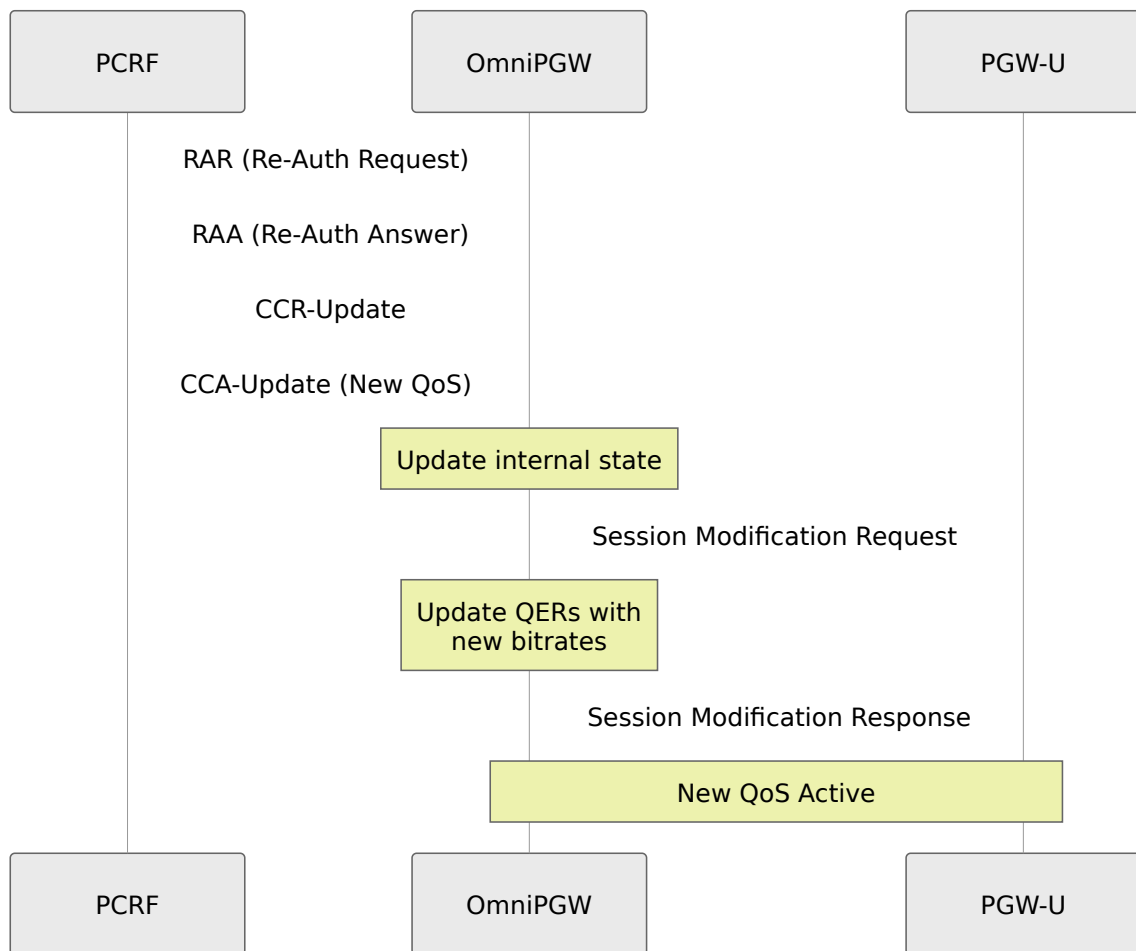 PCRF
OmniPGW
PGW-U
RAR (Re-Auth Request)
RAA (Re-Auth Answer)
CCR-Update
CCA-Update (New QoS)
Update internal state
Session Modification Request
Update QERs with
new bitrates
Session Modification Response
New QoS Active
PCRF
OmniPGW
PGW-U